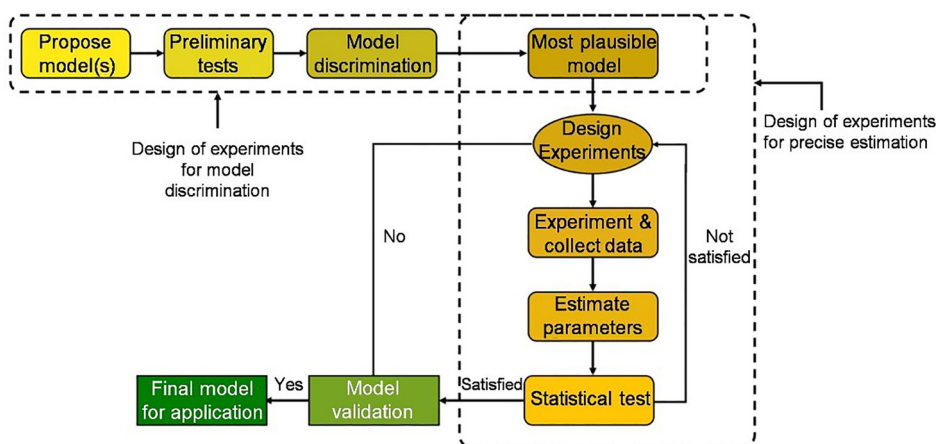 Propose
model(s)
Preliminary
tests
Model
discrimination
Most plausible
model
Design of experiments
for model
discrimination
Design of experiments
for precise estimation
Design
Experiments
Experiment &
collect data
No
Not
satisfied
Estimate
parameters
Final model
for application
Yes
Model
validation
Satisfied
Statistical test